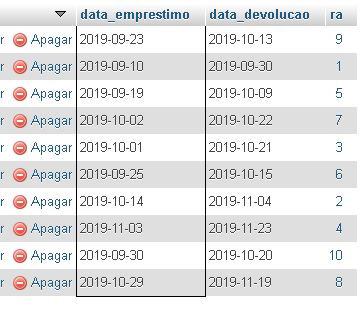 data_emprestimo data_devolucao ra
r Apagar 2019-09-23 2019-10-13 9
r Apagar 2019-09-10 2019-09-30 1
r Apagar 2019-09-19 2019-10-09 5
r Apagar 2019-10-02 2019-10-22 7
r Apagar 2019-10-01 2019-10-21 3
r Apagar 2019-09-25 2019-10-15 6
r Apagar 2019-10-14 2019-11-04 2
r Apagar 2019-11-03 2019-11-23 4
r Apagar 2019-09-30 2019-10-20 10
r Apagar 2019-10-29 2019-11-19 8